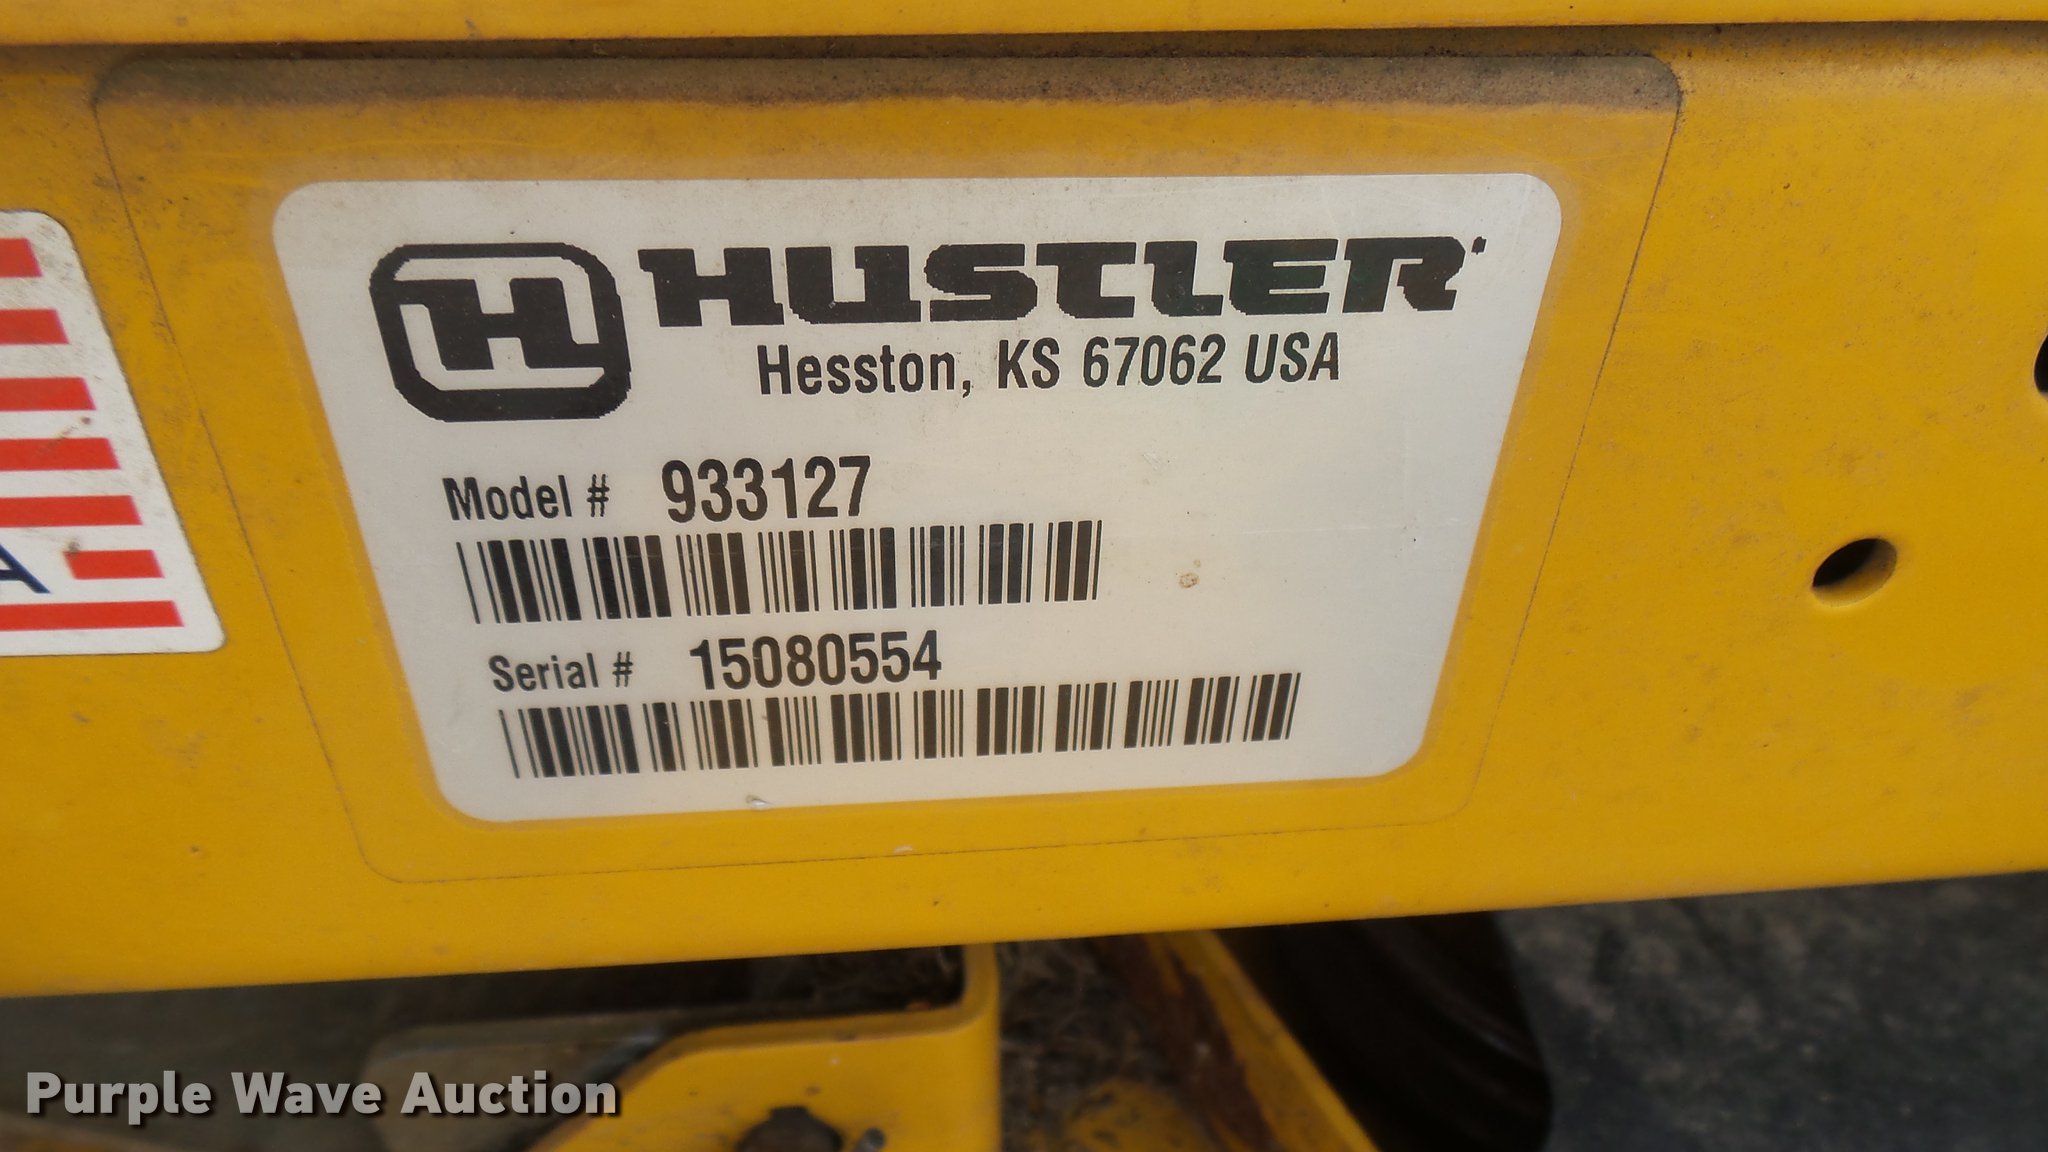 H HUSTLER
Hesston, KS 67062 USA
Model # 933127
Serial # 15080554
A
Purple Wave Auction